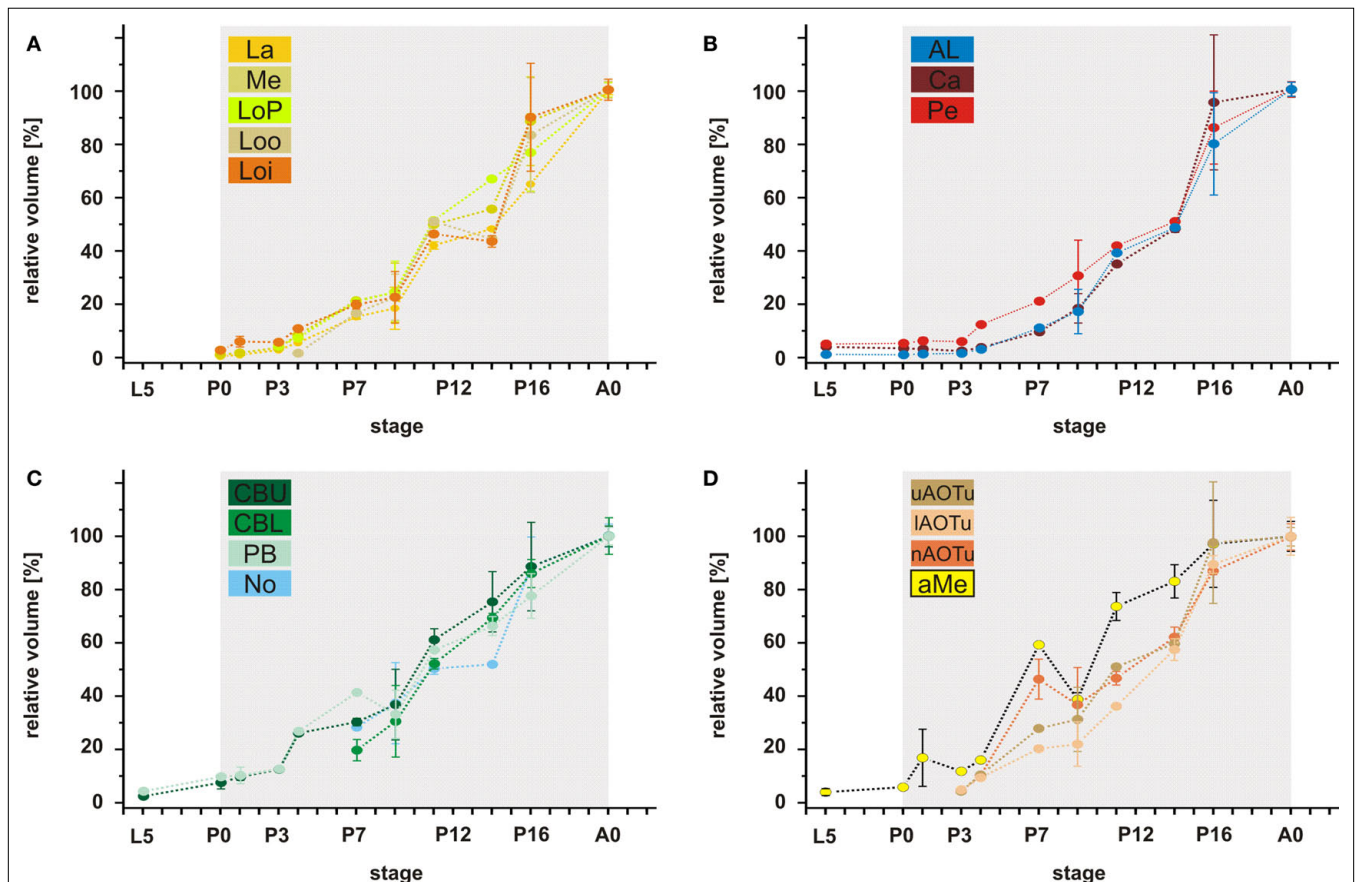 A
La
Me
LoP
Loo
Loi
relative volume [%]
100
80
60
40
20
0
L5 P0 P3 P7 P12 P16 A0
stage
B
AL
Ca
Pe
relative volume [%]
100
80
60
40
20
0
L5 P0 P3 P7 P12 P16 A0
stage
C
CBU
CBL
PB
No
relative volume [%]
100
80
60
40
20
0
L5 P0 P3 P7 P12 P16 A0
stage
D
uAOTu
lAOTu
nAOTu
aMe
relative volume [%]
100
80
60
40
20
0
L5 P0 P3 P7 P12 P16 A0
stage